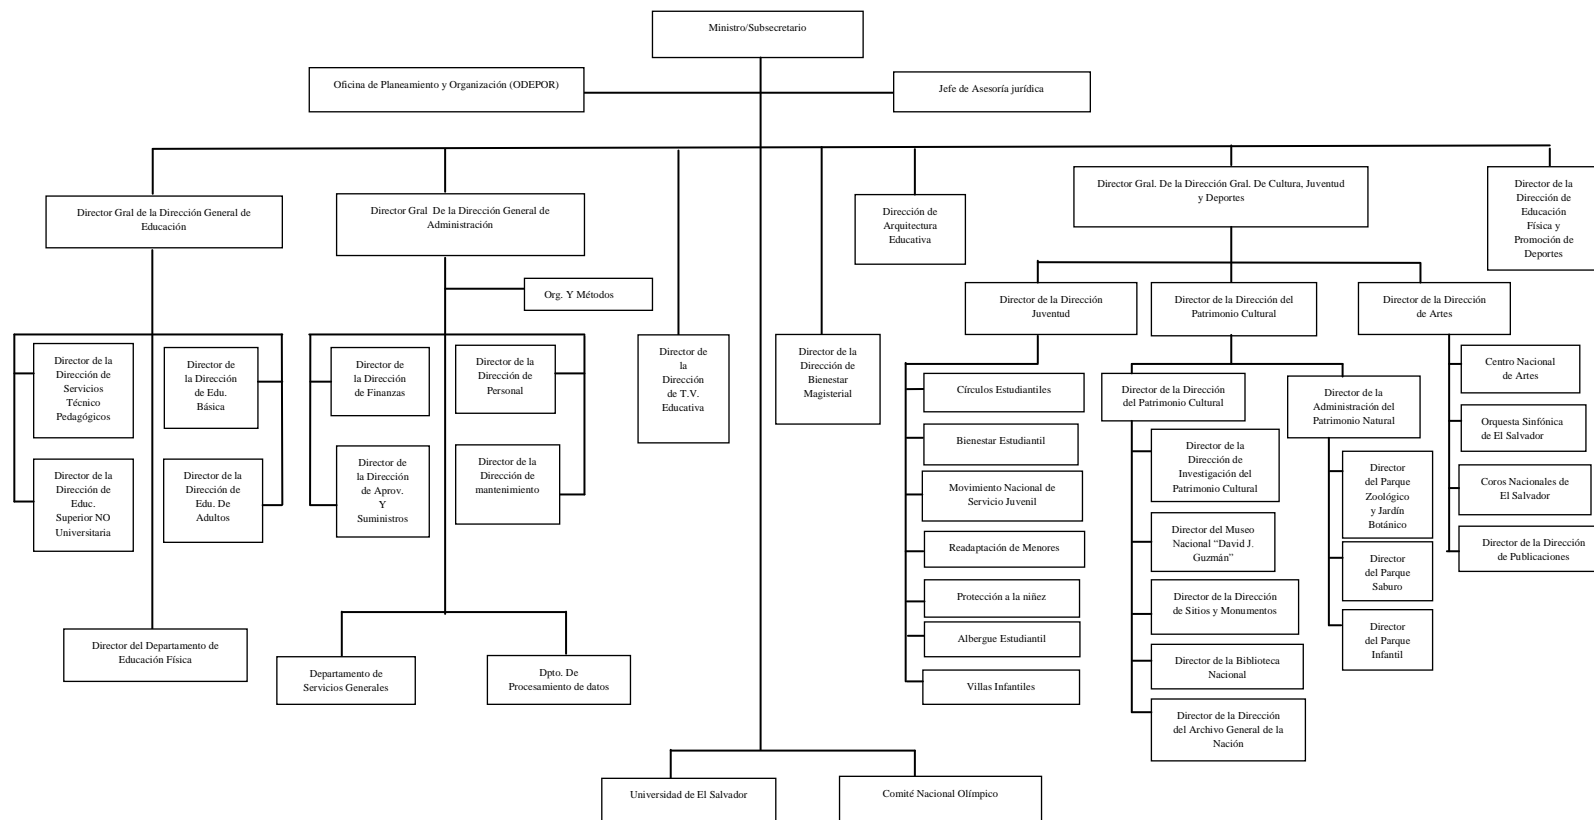 Ministro/Subsecretario
Oficina de Planeamiento y Organización (ODEPOR)
Jefe de Asesoría jurídica
Director Gral de la Dirección General de
Educación
Director Gral De la Dirección General de
Administración
Dirección de
Arquitectura
Educativa
Director Gral. De la Dirección Gral. De Cultura, Juventud
y Deportes
Director de la
Dirección de
Educación
Física y
Promoción de
Deportes
Org. Y Métodos
Director de la Dirección
Juventud
Director de la Dirección del
Patrimonio Cultural
Director de la Dirección
de Artes
Director de la
Dirección de
Servicios
Técnico
Pedagógicos
Director de
la Dirección
de Edu.
Básica
Director de
la Dirección
de Finanzas
Director de la
Dirección de
Personal
Director de
la
Dirección
de T.V.
Educativa
Director de la
Dirección de
Bienestar
Magisterial
Director de la
Dirección de
Educ.
Superior NO
Universitaria
Director de la
Dirección de
Edu. De
Adultos
Director de
la Dirección
de Aprov.
Y
Suministros
Director de la
Dirección de
mantenimiento
Director del Departamento de
Educación Física
Departamento de
Servicios Generales
Dpto. De
Procesamiento de datos
Círculos Estudiantiles
Bienestar Estudiantil
Movimiento Nacional de
Servicio Juvenil
Readaptación de Menores
Protección a la niñez
Albergue Estudiantil
Villas Infantiles
Director de la Dirección
del Patrimonio Cultural
Director de la
Dirección de
Investigación del
Patrimonio Cultural
Director del Museo
Nacional “David J.
Guzmán”
Director de la Dirección
de Sitios y Monumentos
Director de la Biblioteca
Nacional
Director de la Dirección
del Archivo General de la
Nación
Director de la
Administración del
Patrimonio Natural
Director
del Parque
Zoológico
y Jardín
Botánico
Director
del Parque
Saburo
Director
del Parque
Infantil
Centro Nacional
de Artes
Orquesta Sinfónica
de El Salvador
Coros Nacionales de
El Salvador
Director de la Dirección
de Publicaciones
Universidad de El Salvador
Comité Nacional Olímpico